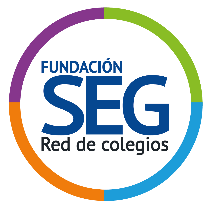 FUNDACIÓN
SEG
Red de colegios